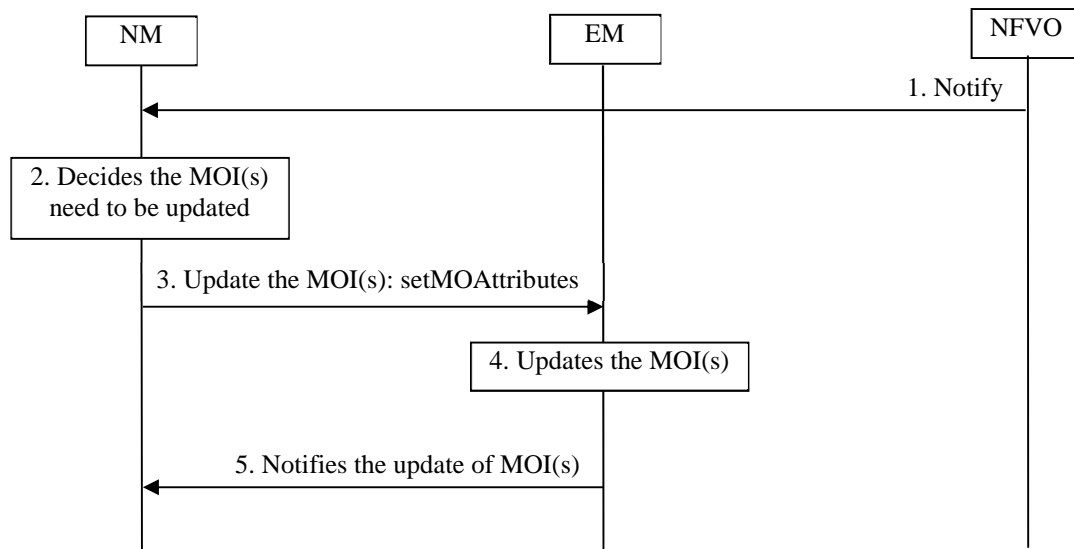 NM
EM
NFVO
1. Notify
2. Decides the MOI(s)
need to be updated
3. Update the MOI(s): setMOAttributes
4. Updates the MOI(s)
5. Notifies the update of MOI(s)